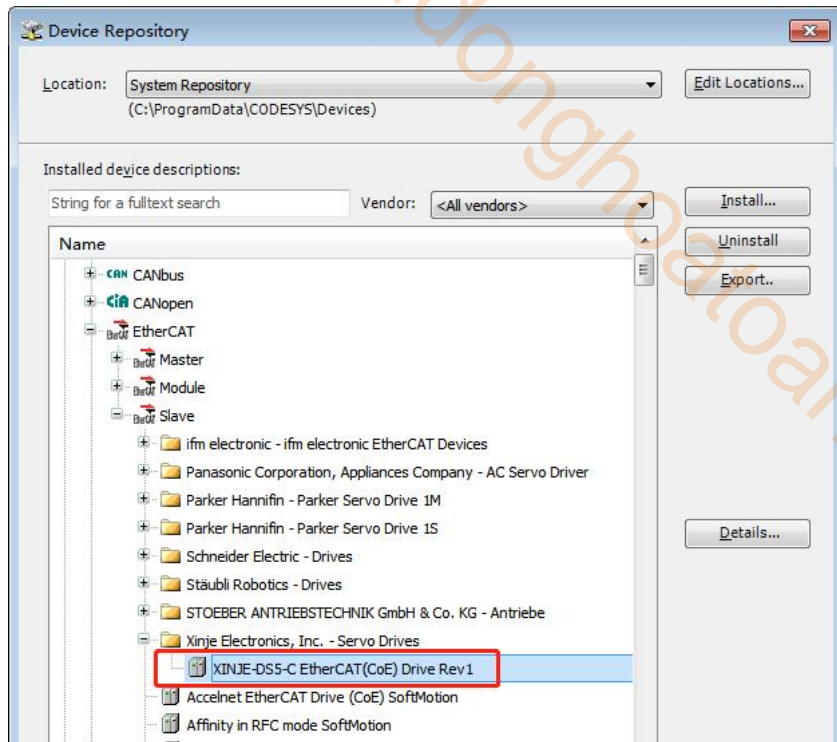 Device Repository
Location: System Repository Edit Locations...
(C:\ProgramData\CODESYS\Devices)
Installed device descriptions:
String for a fulltext search Vendor: <All vendors> Install...
Name Uninstall
CAN CANbus Export..
CiA CANopen
EtherCAT
Master
Module
Slave
ifm electronic - ifm electronic EtherCAT Devices
Panasonic Corporation, Appliances Company - AC Servo Driver
Parker Hannifin - Parker Servo Drive 1M
Parker Hannifin - Parker Servo Drive 1S
Details...
Schneider Electric - Drives
Stäubli Robotics - Drives
STOEBER ANTRIEBSTECHNIK GmbH & Co. KG - Antriebe
Xinje Electronics, Inc. - Servo Drives
XINJE-DS5-C EtherCAT(CoE) Drive Rev1
Accelnet EtherCAT Drive (CoE) SoftMotion
Affinity in RFC mode SoftMotion